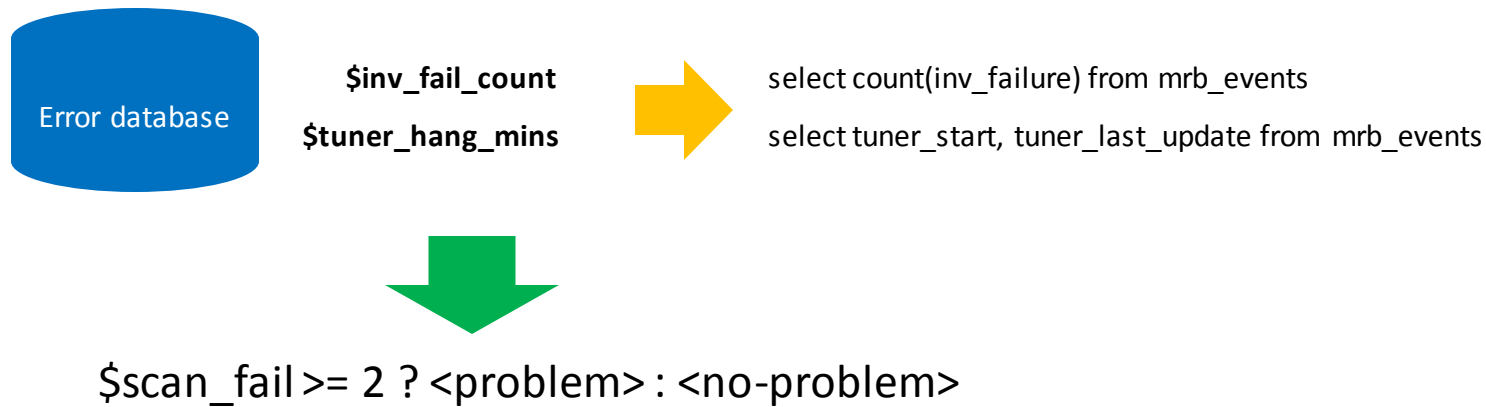 Error database
$inv_fail_count
select count(inv_failure) from mrb_events
$tuner_hang_mins
select tuner_start, tuner_last_update from mrb_events
$scan_fail >= 2 ? <problem> : <no-problem>